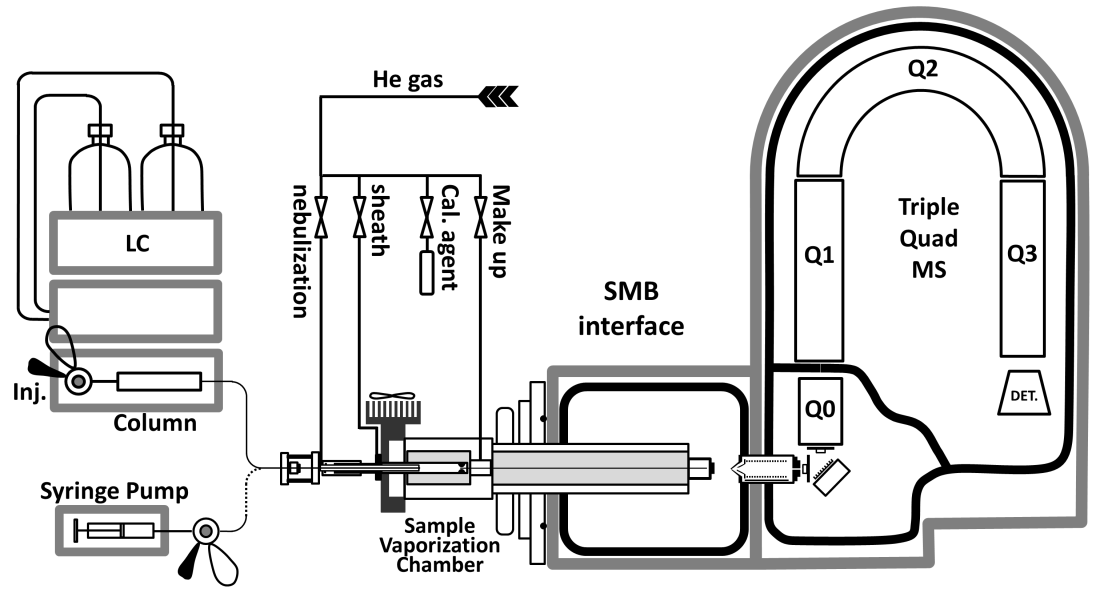 He gas
nebulization
sheath
Cal. agent
Make up
LC
Inj.
Column
Syringe Pump
Sample
Vaporization
Chamber
SMB
interface
Q2
Q1
Triple
Quad
MS
Q3
Q0
DET.